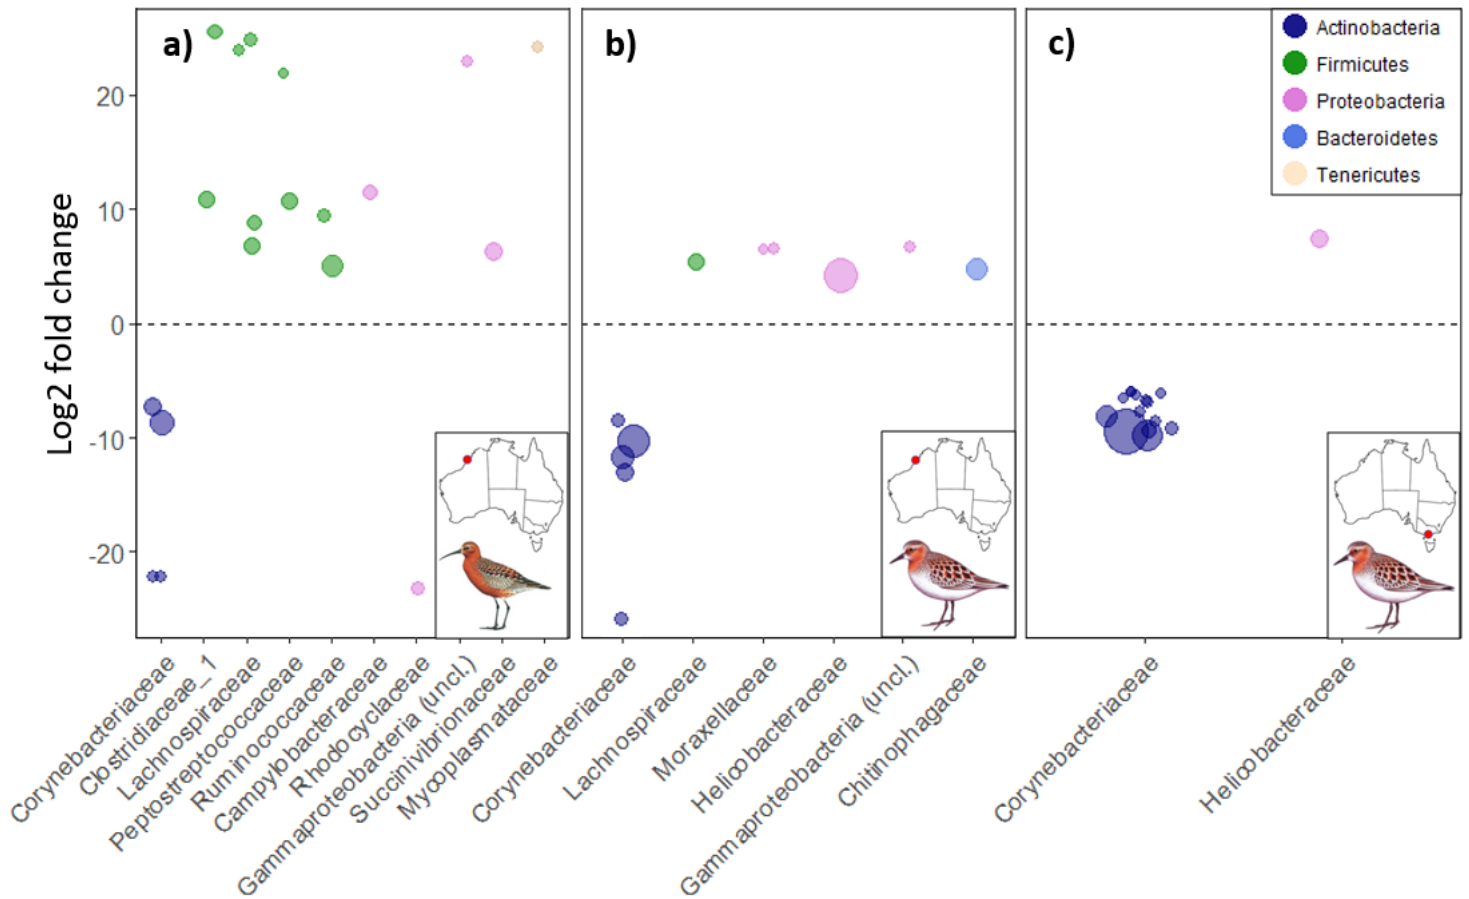 a)
b)
c)
Actinobacteria
Firmicutes
Proteobacteria
Bacteroidetes
Tenericutes
Log2 fold change
20
10
0
-10
-20
Corynebacteriaceae
Clostridiaceae_1
Lachnospiraceae
Peptostreptococcaceae
Ruminococcaceae
Campylobacteraceae
Rhodocyclaceae
Gammaproteobacteria (uncl.)
Succinivibrionaceae
Mycoplasmataceae
Corynebacteriaceae
Lachnospiraceae
Moraxellaceae
Helicobacteraceae
Gammaproteobacteria (uncl.)
Chitinophagaceae
Corynebacteriaceae
Helicobacteraceae